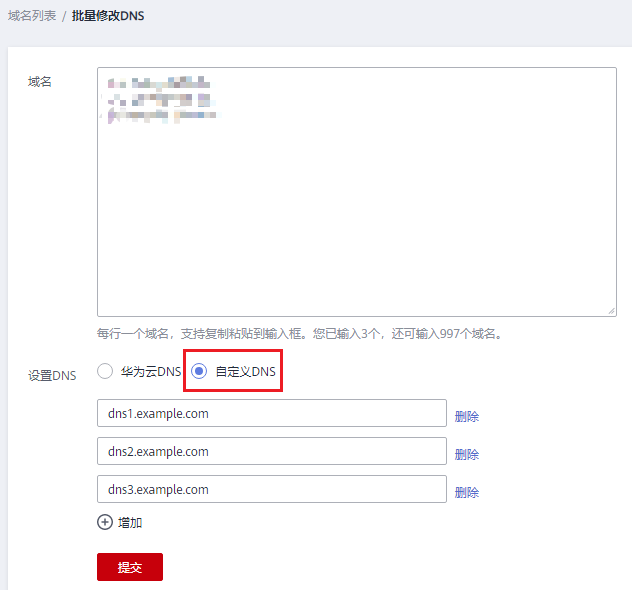 域名列表 / 批量修改DNS
域名
每行一个域名，支持复制粘贴到输入框。您已输入3个，还可输入997个域名。
设置DNS 华为云DNS 自定义DNS
dns1.example.com 删除
dns2.example.com 删除
dns3.example.com 删除
增加
提交